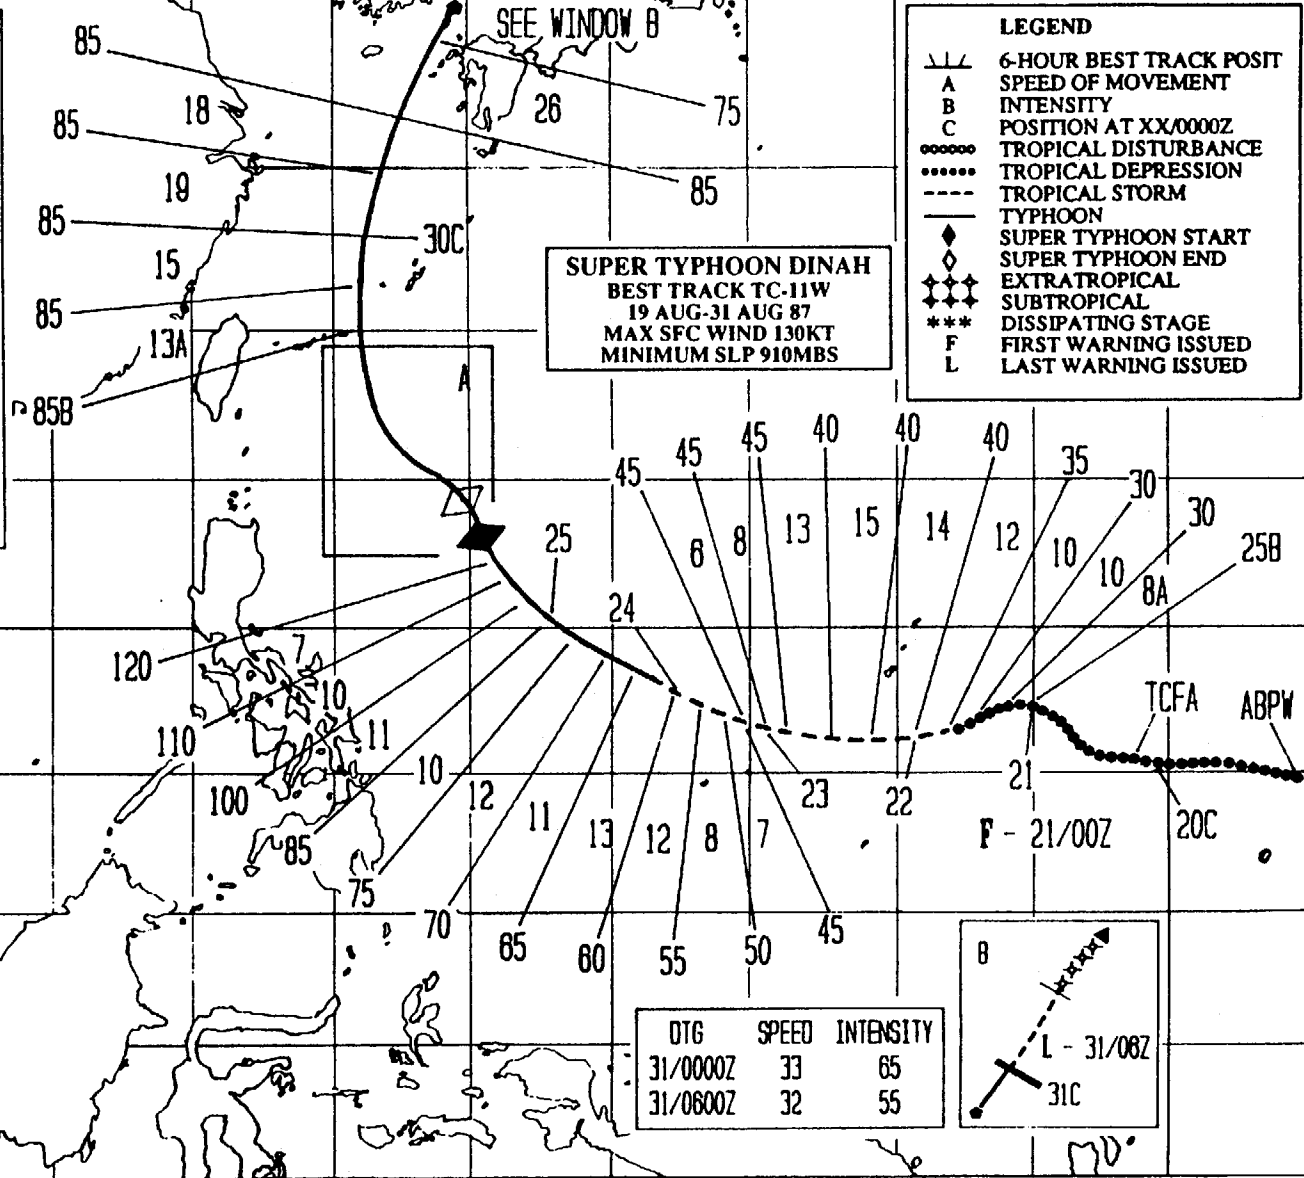 SEE WINDOW B
85
75
18
26
85
85
19
85
30C
15
85
13A
85B
A
LEGEND
6-HOUR BEST TRACK POSIT
A SPEED OF MOVEMENT
B INTENSITY
C POSITION AT XX/0000Z
TROPICAL DISTURBANCE
TROPICAL DEPRESSION
TROPICAL STORM
TYPHOON
SUPER TYPHOON START
SUPER TYPHOON END
EXTRATROPICAL
SUBTROPICAL
*** DISSIPATING STAGE
F FIRST WARNING ISSUED
L LAST WARNING ISSUED
SUPER TYPHOON DINAH
BEST TRACK TC-11W
19 AUG-31 AUG 87
MAX SFC WIND 130KT
MINIMUM SLP 910MBS
45 45 45 40 40 40 35 30 30 25B
6 8 13 15 14 12 10 10 8A
25
24
TCFA ABPW
120
110
100
85
75
70
65
60
55
50
45
7
10
11
10
12
11
13
12
8
7
23
22
21
20C
F - 21/00Z
DTG SPEED INTENSITY
31/0000Z 33 65
31/0600Z 32 55
B
L - 31/06Z
31C